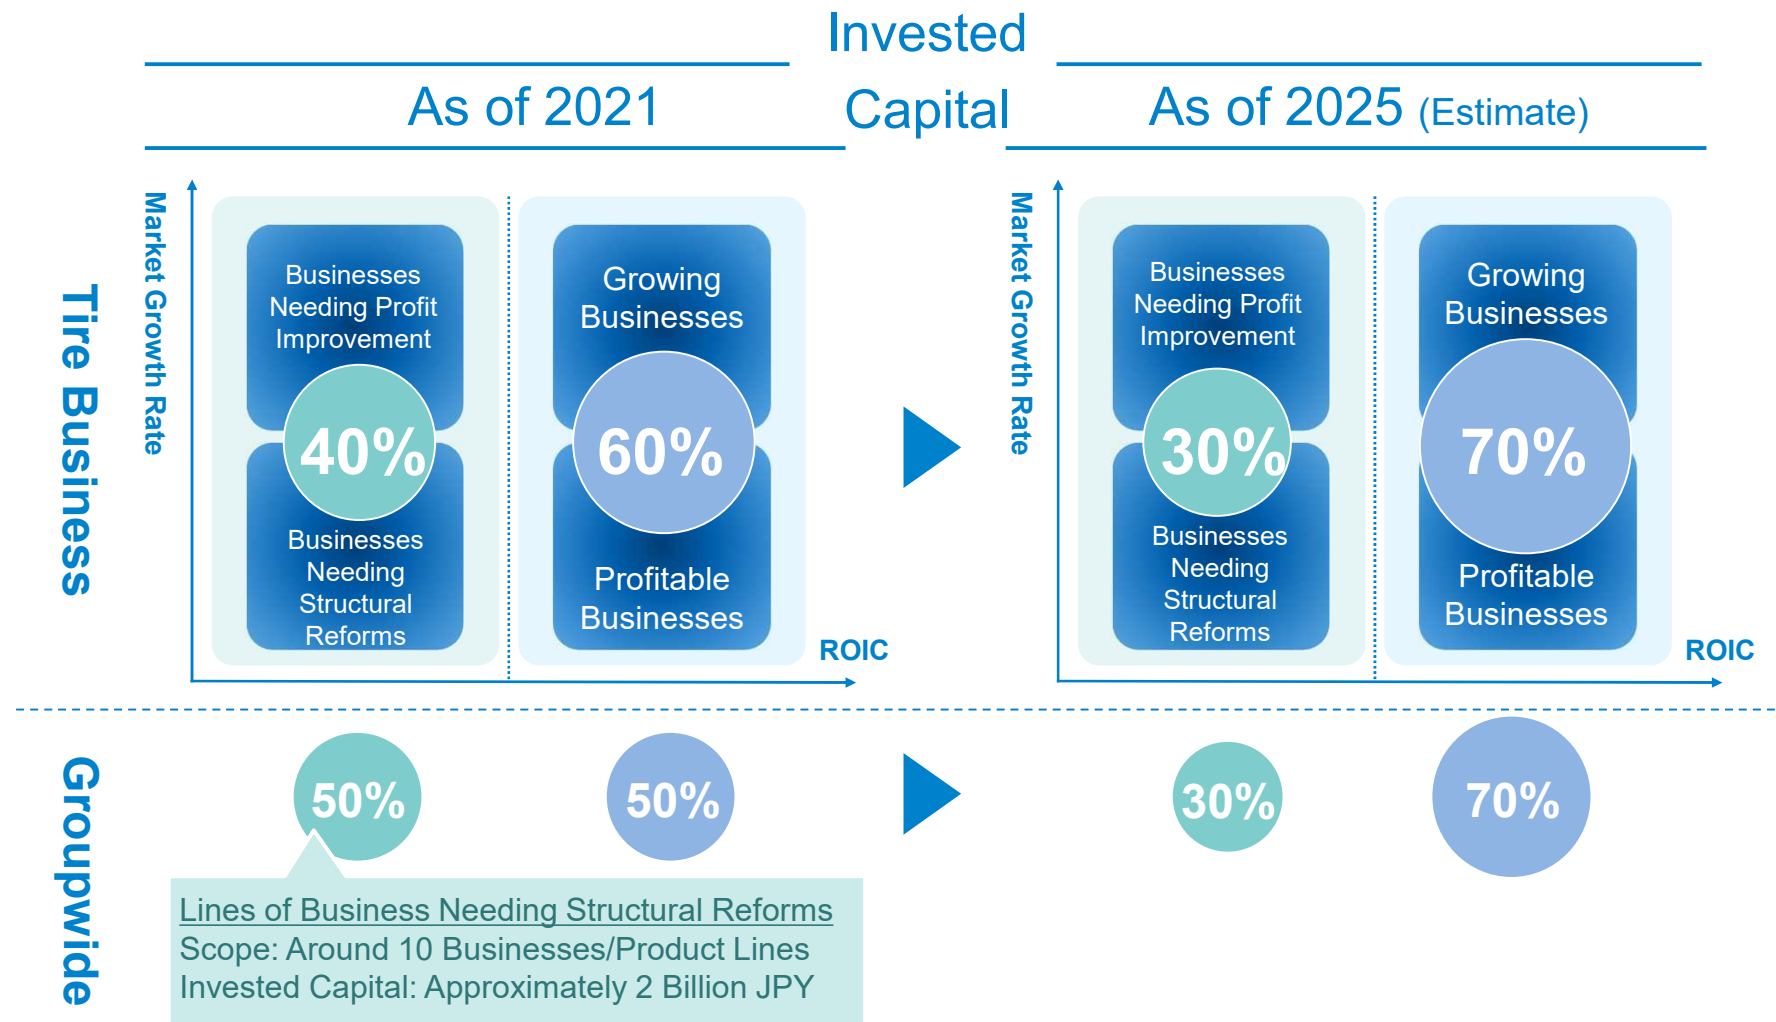 Invested
Capital
As of 2021
As of 2025 (Estimate)
Tire Business
Market Growth Rate
Businesses
Needing Profit
Improvement
Growing
Businesses
40%
60%
Businesses
Needing
Structural
Reforms
Profitable
Businesses
ROIC
Market Growth Rate
Businesses
Needing Profit
Improvement
Growing
Businesses
30%
70%
Businesses
Needing
Structural
Reforms
Profitable
Businesses
ROIC
Groupwide
50%
50%
30%
70%
Lines of Business Needing Structural Reforms
Scope: Around 10 Businesses/Product Lines
Invested Capital: Approximately 2 Billion JPY